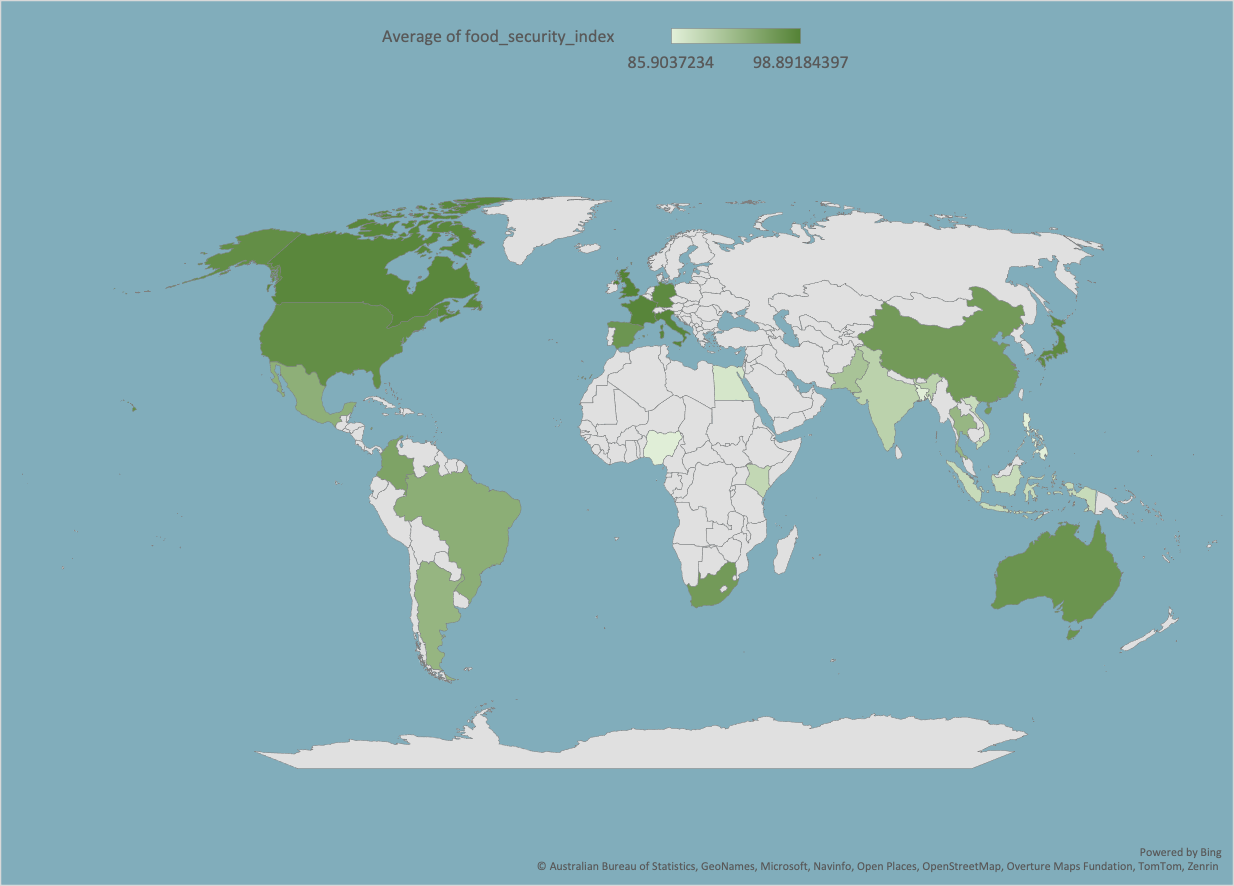 Average of food_security_index
85.9037234 98.89184397
Powered by Bing
© Australian Bureau of Statistics, GeoNames, Microsoft, Navinfo, Open Places, OpenStreetMap, Overture Maps Fundation, TomTom, Zenrin